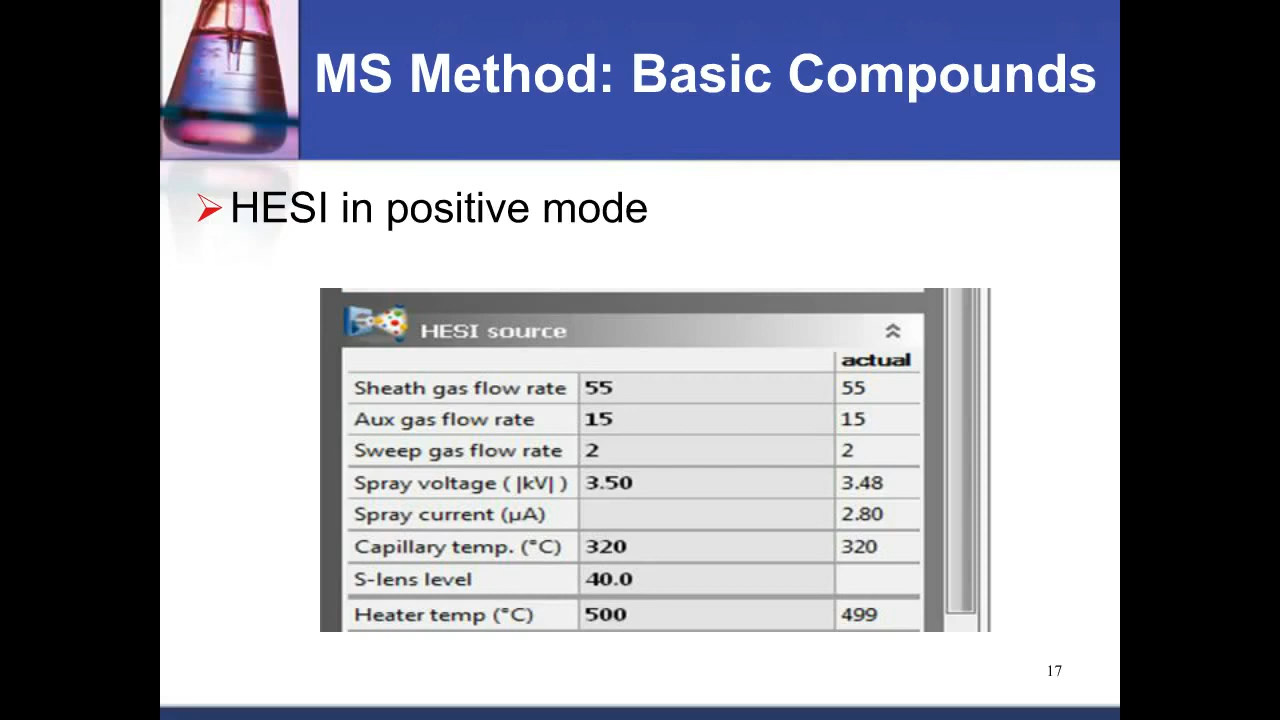 MS Method: Basic Compounds
HESI in positive mode
HESI source
actual
Sheath gas flow rate 55 55
Aux gas flow rate 15 15
Sweep gas flow rate 2 2
Spray voltage ( |kV| ) 3.50 3.48
Spray current (µA) 2.80
Capillary temp. (°C) 320 320
S-lens level 40.0
Heater temp (°C) 500 499
17